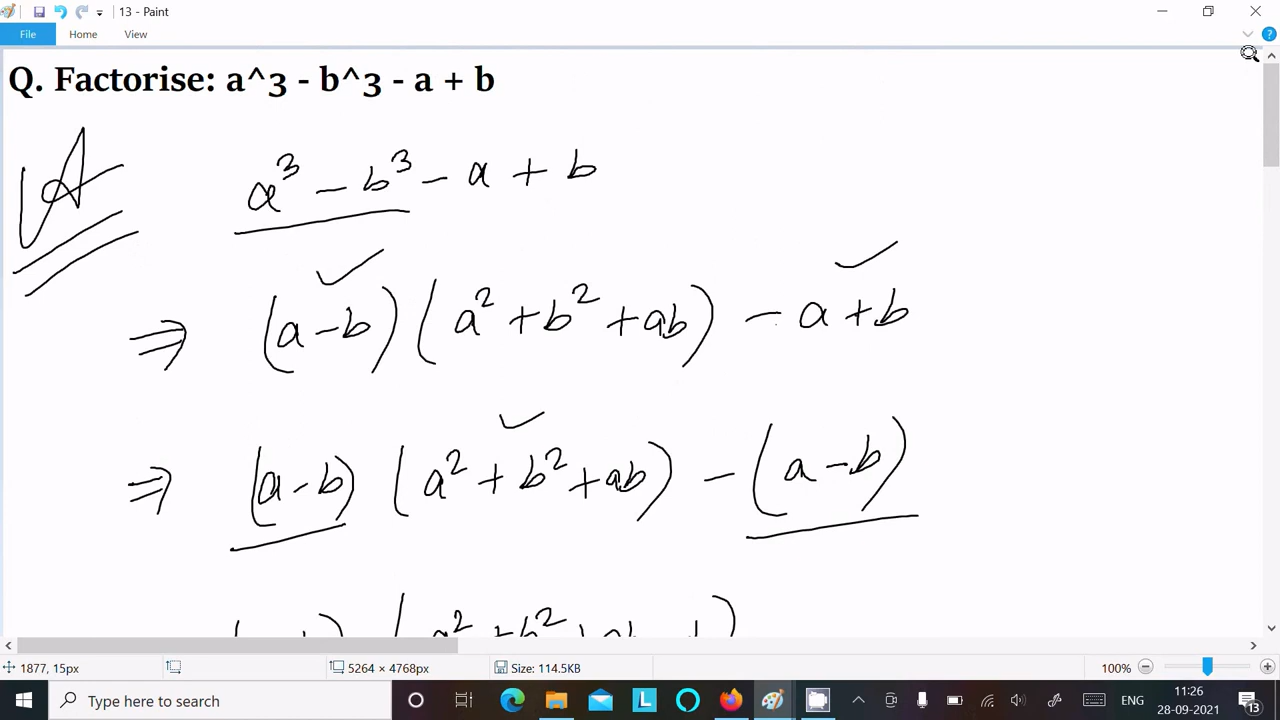 13 - Paint
File Home View
Q. Factorise: a^3 - b^3 - a + b
A
a³ - b³ - a + b
⇒ (a - b) (a² + b² + ab) - a + b
⇒ (a - b) (a² + b² + ab) - (a - b)
1877, 15px 5264 × 4768px Size: 114.5KB 100%
Type here to search L ENG 11:26 28-09-2021 13